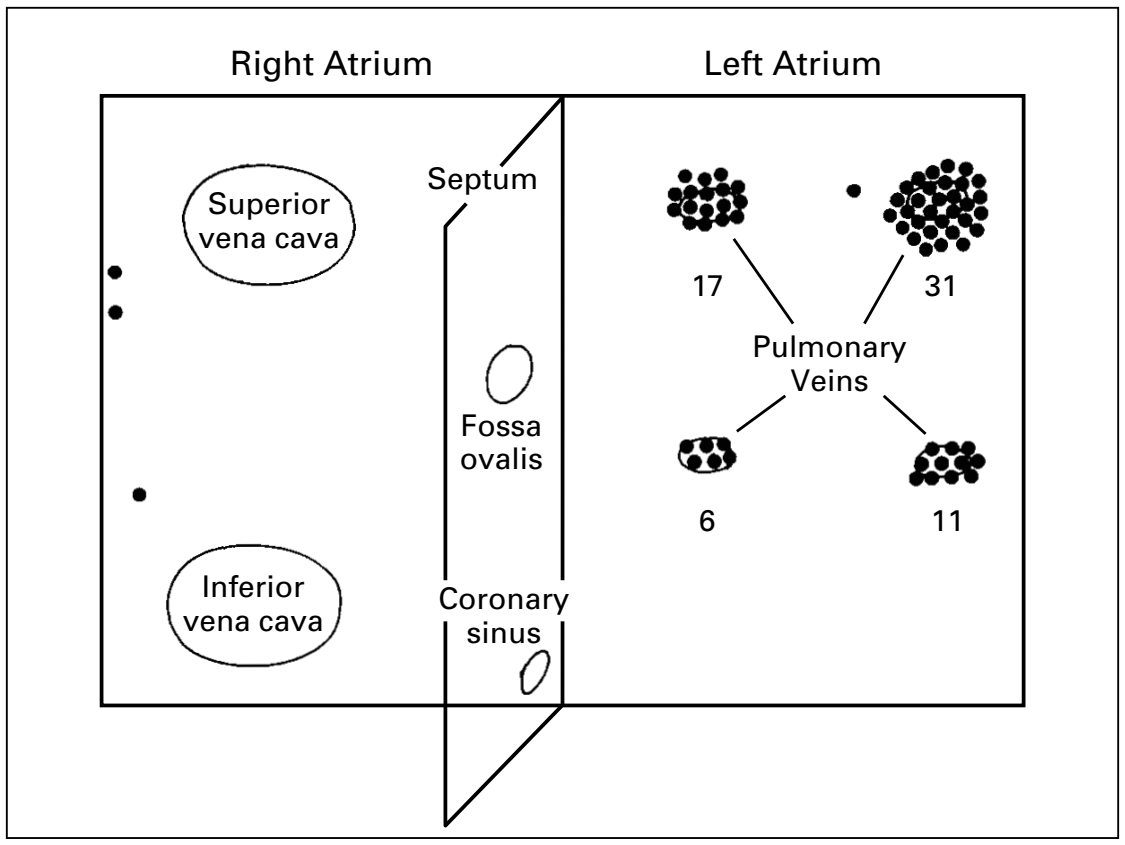 Right Atrium
Left Atrium
Septum
Superior
vena cava
17
31
Pulmonary
Veins
Fossa
ovalis
6
11
Inferior
vena cava
Coronary
sinus